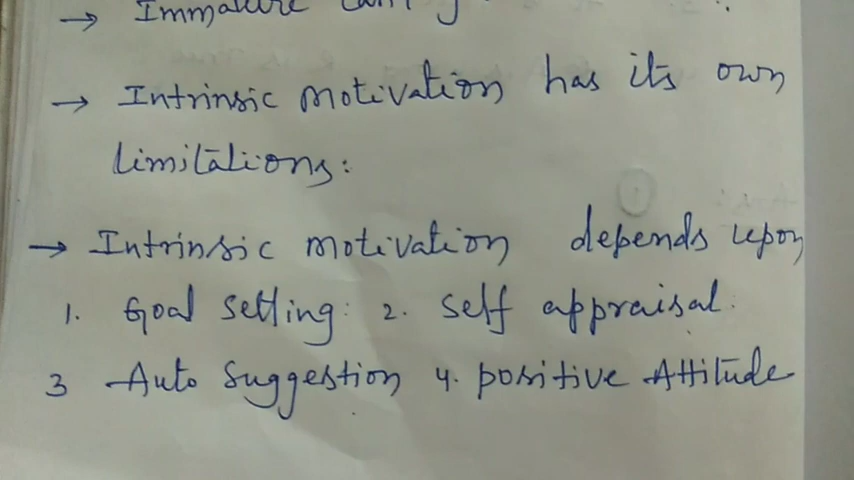 → Immature
→ Intrinsic motivation has its own
limitations:
→ Intrinsic motivation depends upon
1. Goal setting: 2. Self appraisal.
3 Auto Suggestion 4. positive Attitude